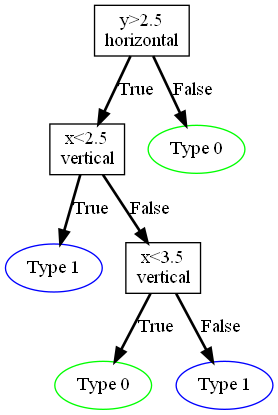 y>2.5
horizontal
True
False
x<2.5
vertical
Type 0
True
False
Type 1
x<3.5
vertical
True
False
Type 0
Type 1